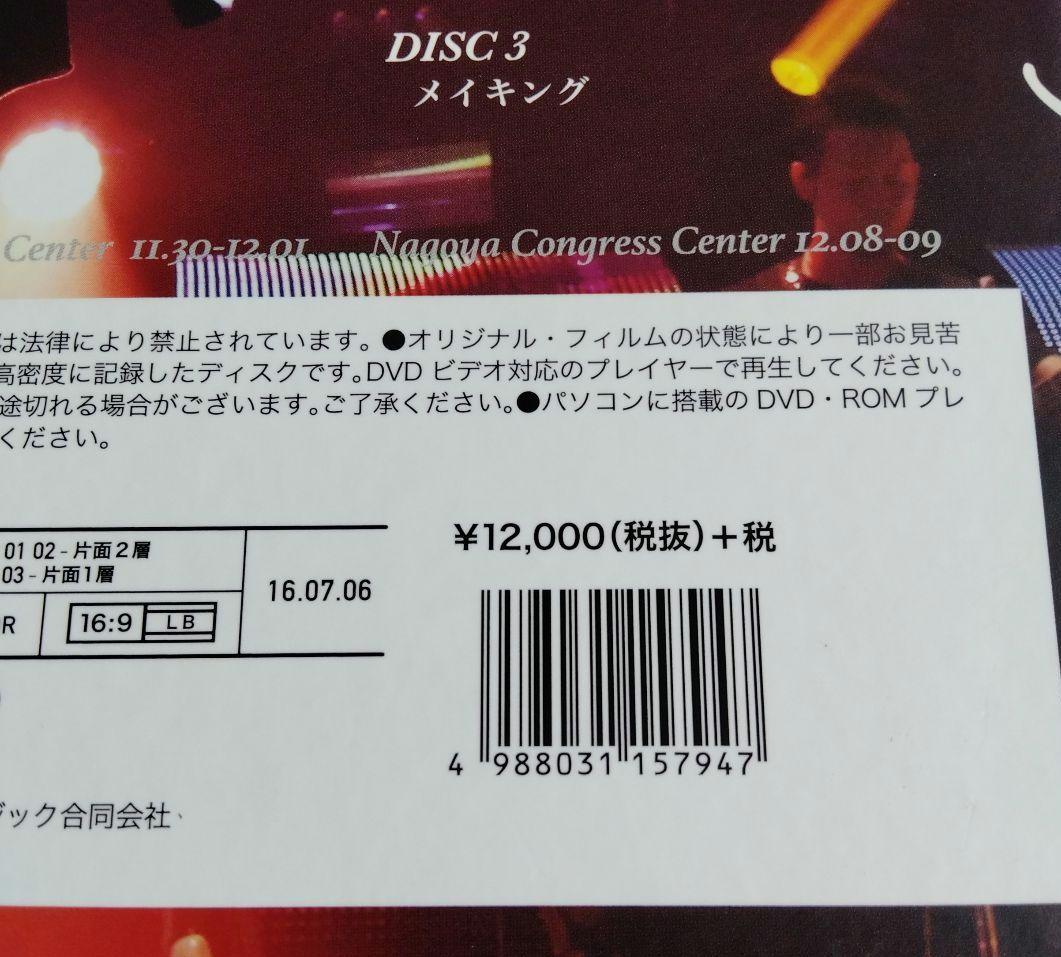 DISC 3
メイキング
Center 11.30-12.01 Nagoya Congress Center 12.08-09
は法律により禁止されています。●オリジナル・フィルムの状態により一部お見苦
高密度に記録したディスクです。DVD ビデオ対応のプレイヤーで再生してください。
途切れる場合がございます。ご了承ください。●パソコンに搭載の DVD・ROM プレ
ください。
¥12,000(税抜)+税
01 02-片面2層
03-片面1層
16.07.06
R
16:9 LB
4 988031 157947
ック合同会社